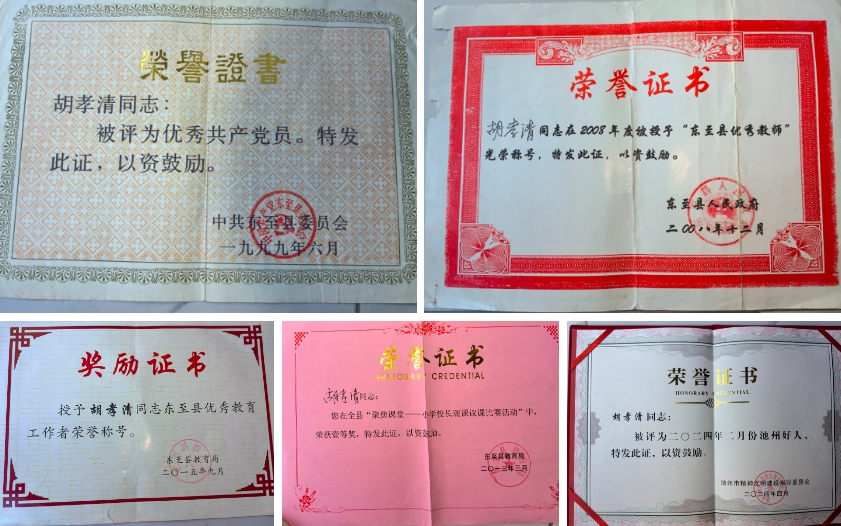 榮譽證書
胡孝清同志：
被评为优秀共产党员。特发
此证，以资鼓励。
中共东至县委员会
一九九九年六月
荣誉证书
胡孝清同志在2008年度被授予“东至县优秀教师”
光荣称号，特发此证，以资鼓励。
东至县人民政府
二00八年十二月
奖励证书
授予胡孝清同志东至县优秀教育
工作者荣誉称号。
东至县教育局
二〇一五年九月
荣誉证书
HONORARY CREDENTIAL
胡孝清同志：
您在全县“聚焦课堂——小学校长观课议课比赛活动”中，
荣获壹等奖，特发此证，以资鼓励。
东至县教育局
二〇一三年三月
荣誉证书
HONORARY CREDENTIAL
胡孝清同志：
被评为二〇二四年二月份池州好人，
特发此证，以资鼓励。
池州市精神文明建设指导委员会
二〇二四年四月